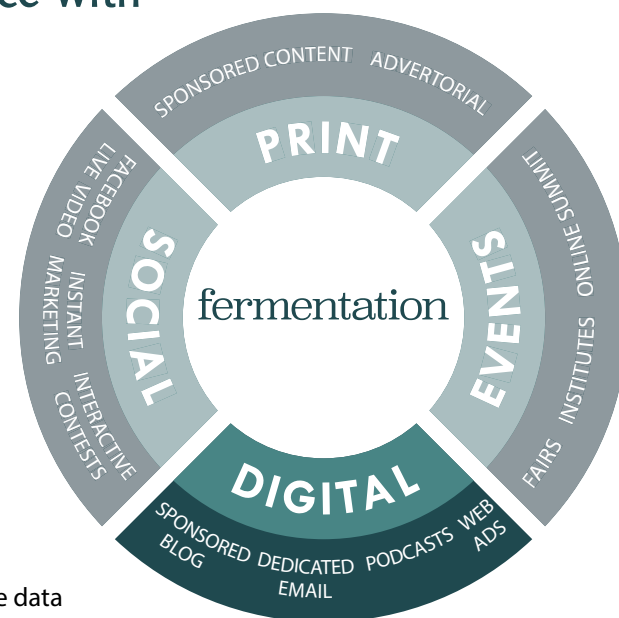 with
SPONSORED CONTENT
ADVERTORIAL
PRINT
FACEBOOK
LIVE VIDEO
INSTANT
MARKETING
INTERACTIVE
CONTESTS
SOCIAL
fermentation
EVENTS
ONLINE SUMMIT
INSTITUTES
FAIRS
DIGITAL
SPONSORED
BLOG
DEDICATED
EMAIL
PODCASTS
WEB
ADS
data